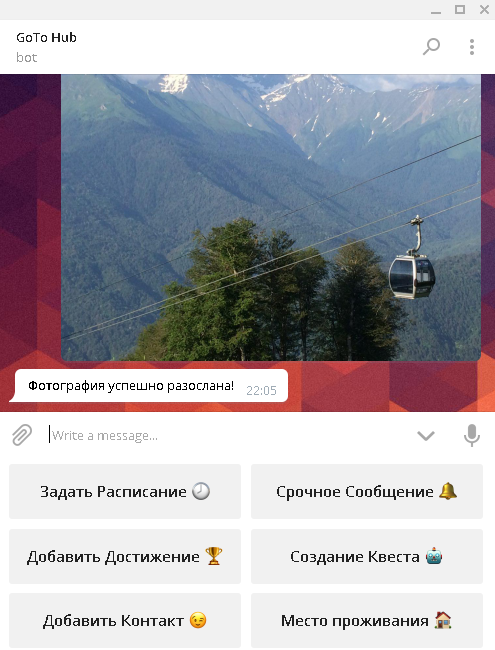 GoTo Hub
bot
Фотография успешно разослана! 22:05
Write a message...
Задать Расписание 🕗 Срочное Сообщение 🔔
Добавить Достижение 🏆 Создание Квеста 🤖
Добавить Контакт 😉 Место проживания 🏠